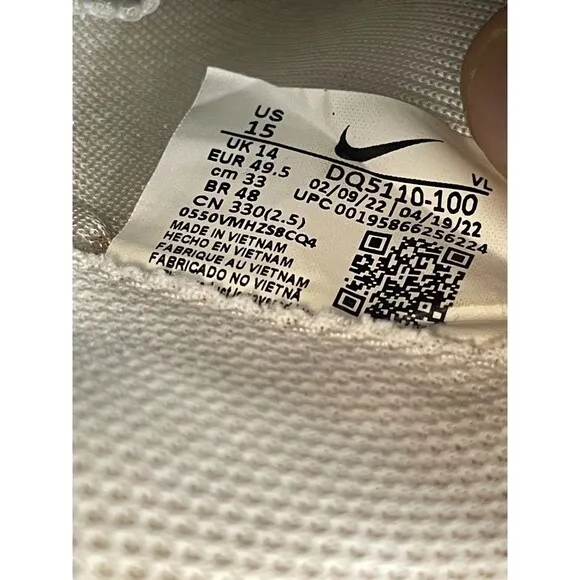 US
15
UK 14
EUR 49.5
cm 33
BR 48
CN 330(2.5)
0550VMHZSBCQ4
MADE IN VIETNAM
HECHO EN VIETNAM
FABRIQUE AU VIETNAM
FABRICADO NO VIETNÃ
VL
DQ5110-100
02/09/22 04/19/22
UPC 00195866256224